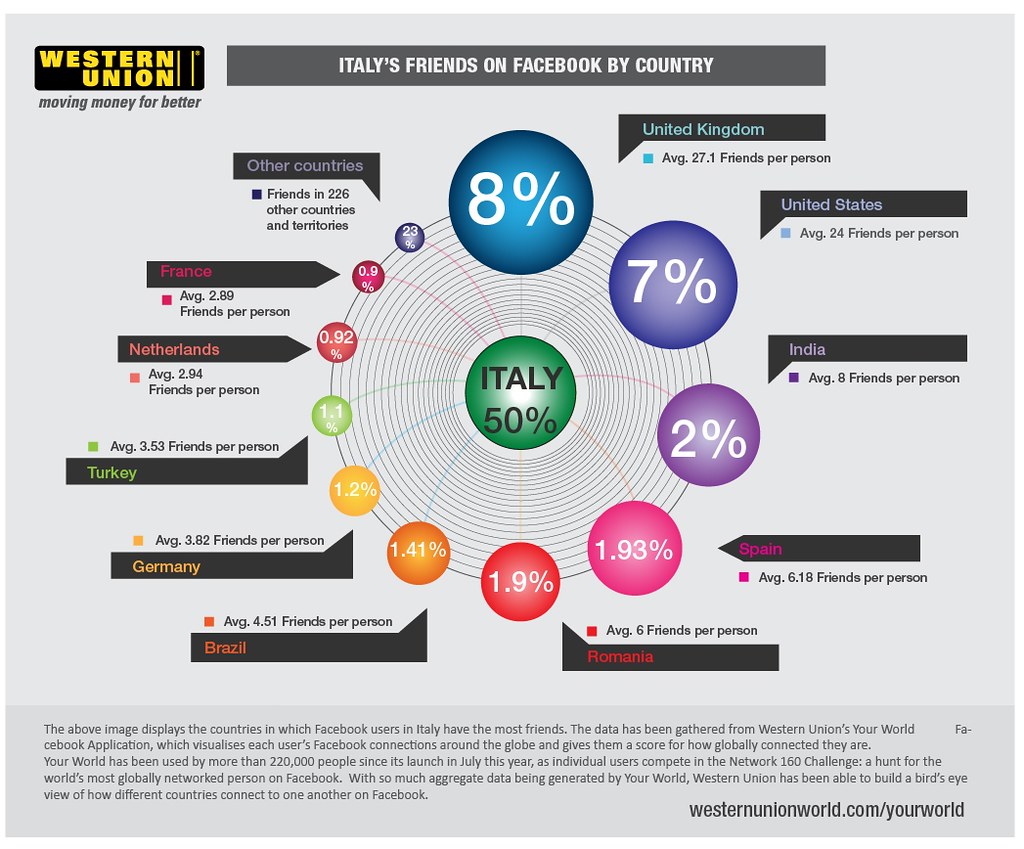 WESTERN
UNION
®
moving money for better
ITALY'S FRIENDS ON FACEBOOK BY COUNTRY
United Kingdom
Avg. 27.1 Friends per person
8%
Other countries
Friends in 226
other countries
and territories
23
%
United States
Avg. 24 Friends per person
7%
France
Avg. 2.89
Friends per person
0.9
%
Netherlands
Avg. 2.94
Friends per person
0.92
%
India
Avg. 8 Friends per person
2%
ITALY
50%
1.1
%
Avg. 3.53 Friends per person
Turkey
1.2%
Avg. 3.82 Friends per person
Germany
1.41%
1.9%
1.93%
Spain
Avg. 6.18 Friends per person
Avg. 4.51 Friends per person
Brazil
Avg. 6 Friends per person
Romania
The above image displays the countries in which Facebook users in Italy have the most friends. The data has been gathered from Western Union's Your World Fa-
cebook Application, which visualises each user's Facebook connections around the globe and gives them a score for how globally connected they are.
Your World has been used by more than 220,000 people since its launch in July this year, as individual users compete in the Network 160 Challenge: a hunt for the
world's most globally networked person on Facebook. With so much aggregate data being generated by Your World, Western Union has been able to build a bird's eye
view of how different countries connect to one another on Facebook.
westernunionworld.com/yourworld